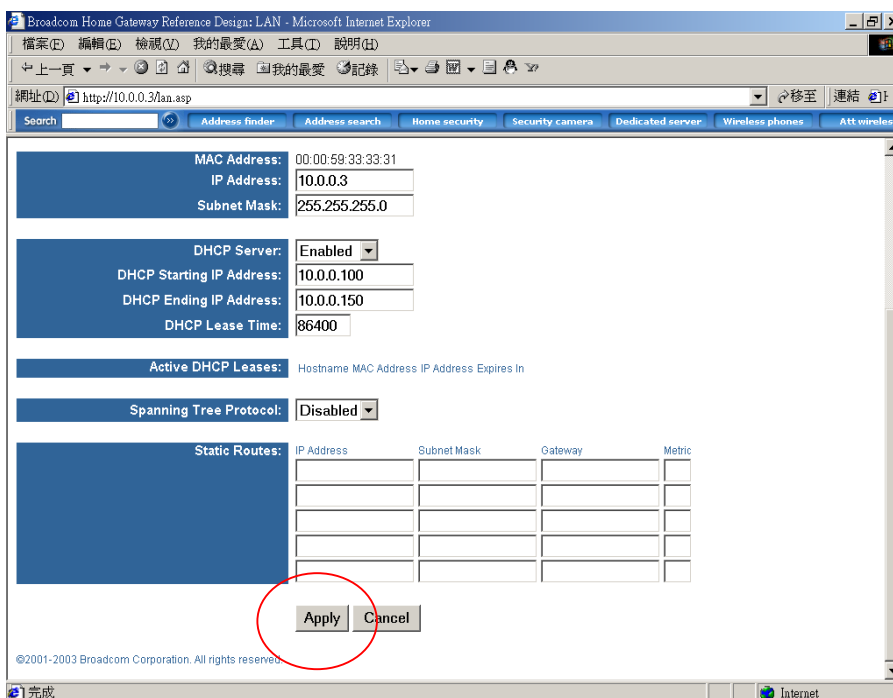 Broadcom Home Gateway Reference Design: LAN - Microsoft Internet Explorer
檔案(F) 編輯(E) 檢視(V) 我的最愛(A) 工具(T) 說明(H)
上一頁 搜尋 我的最愛 記錄
網址(D) http://10.0.0.3/lan.asp 移至 連結
Search Address finder Address search Home security Security camera Dedicated server Wireless phones Att wireles
MAC Address: 00:00:59:33:33:31
IP Address: 10.0.0.3
Subnet Mask: 255.255.255.0
DHCP Server: Enabled
DHCP Starting IP Address: 10.0.0.100
DHCP Ending IP Address: 10.0.0.150
DHCP Lease Time: 86400
Active DHCP Leases: Hostname MAC Address IP Address Expires In
Spanning Tree Protocol: Disabled
Static Routes: IP Address Subnet Mask Gateway Metric
Apply Cancel
©2001-2003 Broadcom Corporation. All rights reserved.
完成 Internet